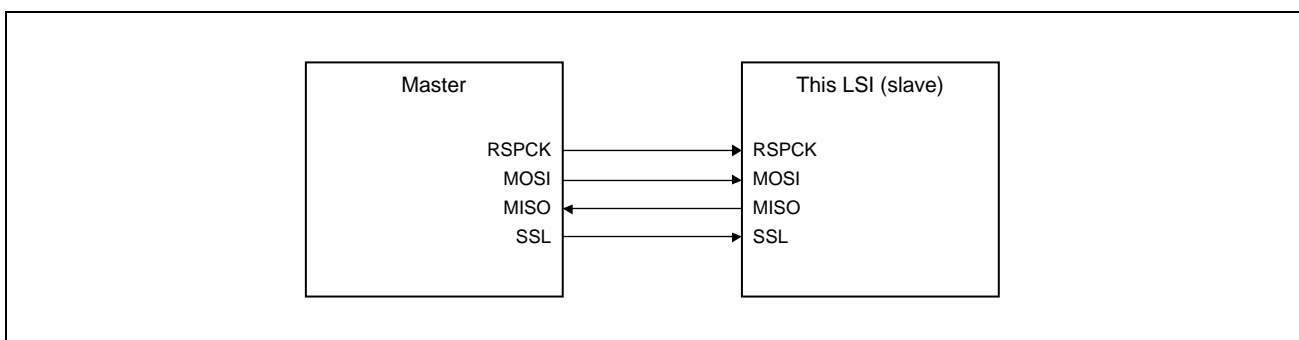 Master
This LSI (slave)
RSPCK
RSPCK
MOSI
MOSI
MISO
MISO
SSL
SSL